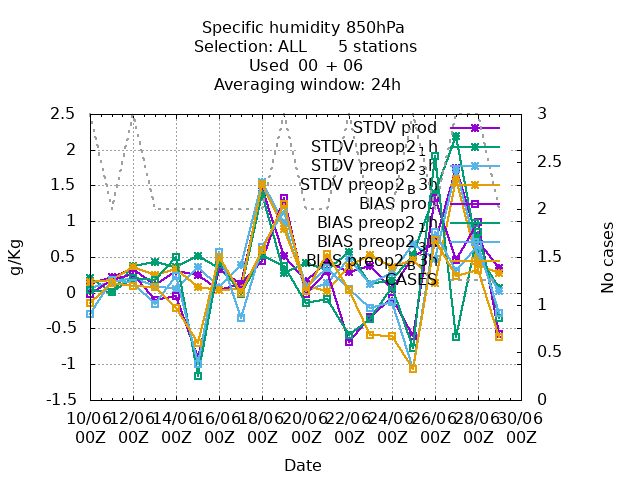 Specific humidity 850hPa
Selection: ALL 5 stations
Used 00 + 06
Averaging window: 24h
2.5
2
1.5
1
0.5
0
-0.5
-1
-1.5
g/Kg
3
2.5
2
1.5
1
0.5
0
No cases
STDV prod
STDV preop2_1h
STDV preop2_3h
STDV preop2_B3h
BIAS prod
BIAS preop2_1h
BIAS preop2_3h
BIAS preop2_B3h
CASES
10/06 12/06 14/06 16/06 18/06 20/06 22/06 24/06 26/06 28/06 30/06
00Z 00Z 00Z 00Z 00Z 00Z 00Z 00Z 00Z 00Z 00Z
Date